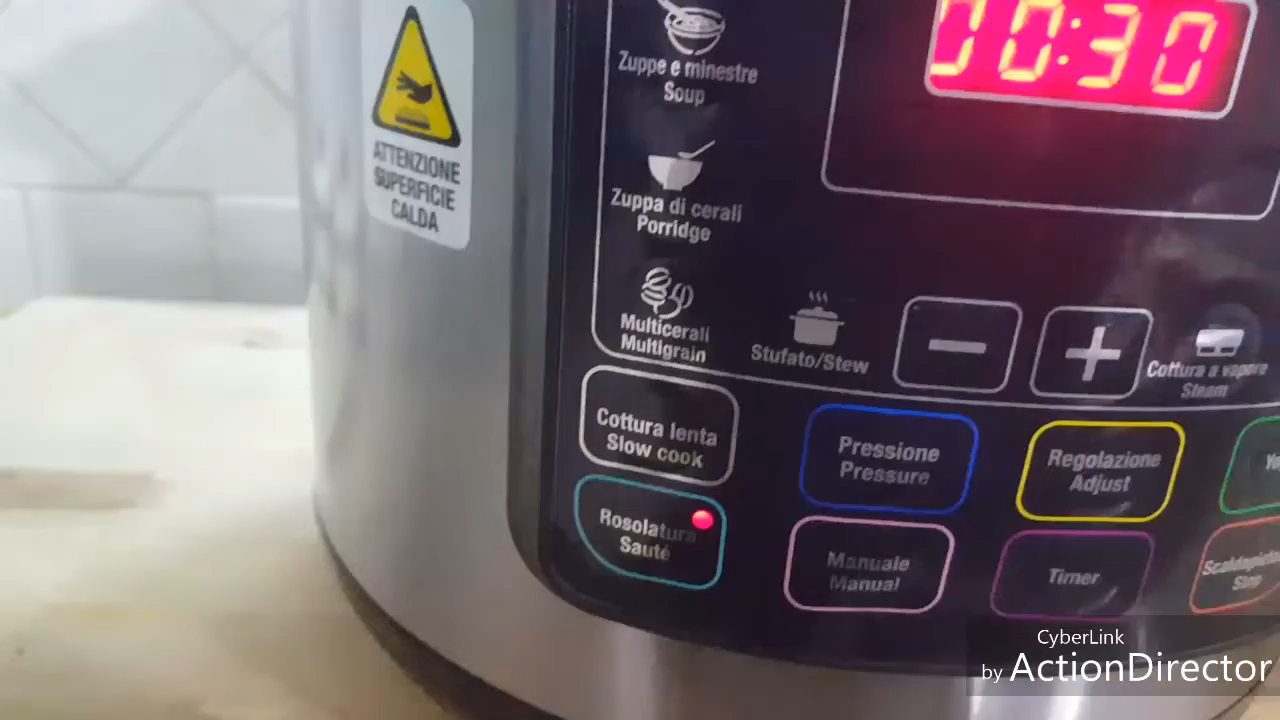 00:30
Zuppe e minestre
Soup
ATTENZIONE
SUPERFICIE
CALDA
Zuppa di cerali
Porridge
Multicerali
Multigrain
Stufato/Stew
Cottura a vapore
Steam
Cottura lenta
Slow cook
Pressione
Pressure
Regolazione
Adjust
Rosolatura
Sauté
Manuale
Manual
Timer
CyberLink
by ActionDirector